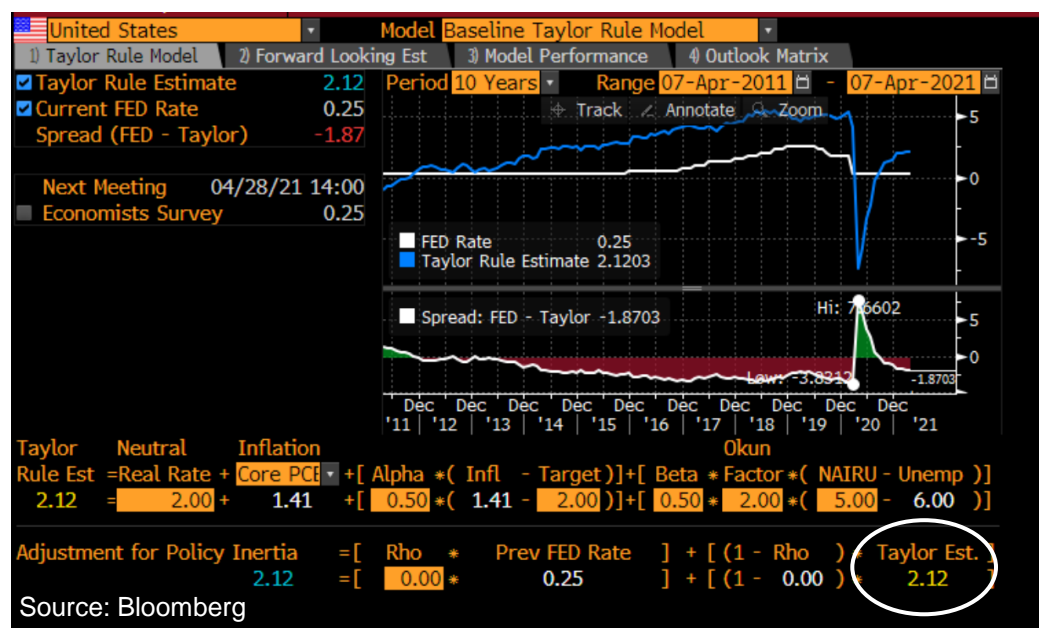 United States Model Baseline Taylor Rule Model
1) Taylor Rule Model 2) Forward Looking Est 3) Model Performance 4) Outlook Matrix
Taylor Rule Estimate 2.12 Period 10 Years Range 07-Apr-2011 - 07-Apr-2021
Current FED Rate 0.25 Track Annotate Zoom
Spread (FED - Taylor) -1.87
Next Meeting 04/28/21 14:00
Economists Survey 0.25
5
0
-5
FED Rate 0.25
Taylor Rule Estimate 2.1203
Hi: 7.6602
Spread: FED - Taylor -1.8703
5
0
Low: -3.8312
-1.8703
Dec Dec Dec Dec Dec Dec Dec Dec Dec Dec
'11 '12 '13 '14 '15 '16 '17 '18 '19 '20 '21
Taylor Neutral Inflation Okun
Rule Est =Real Rate + Core PCE +[ Alpha *( Infl - Target)]+[ Beta * Factor *( NAIRU - Unemp )]
2.12 = 2.00 + 1.41 +[ 0.50 *( 1.41 - 2.00 )]+[ 0.50 * 2.00 *( 5.00 - 6.00 )]
Adjustment for Policy Inertia =[ Rho * Prev FED Rate ] + [ (1 - Rho ) * Taylor Est. ]
2.12 =[ 0.00 * 0.25 ] + [ (1 - 0.00 ) * 2.12 ]
Source: Bloomberg